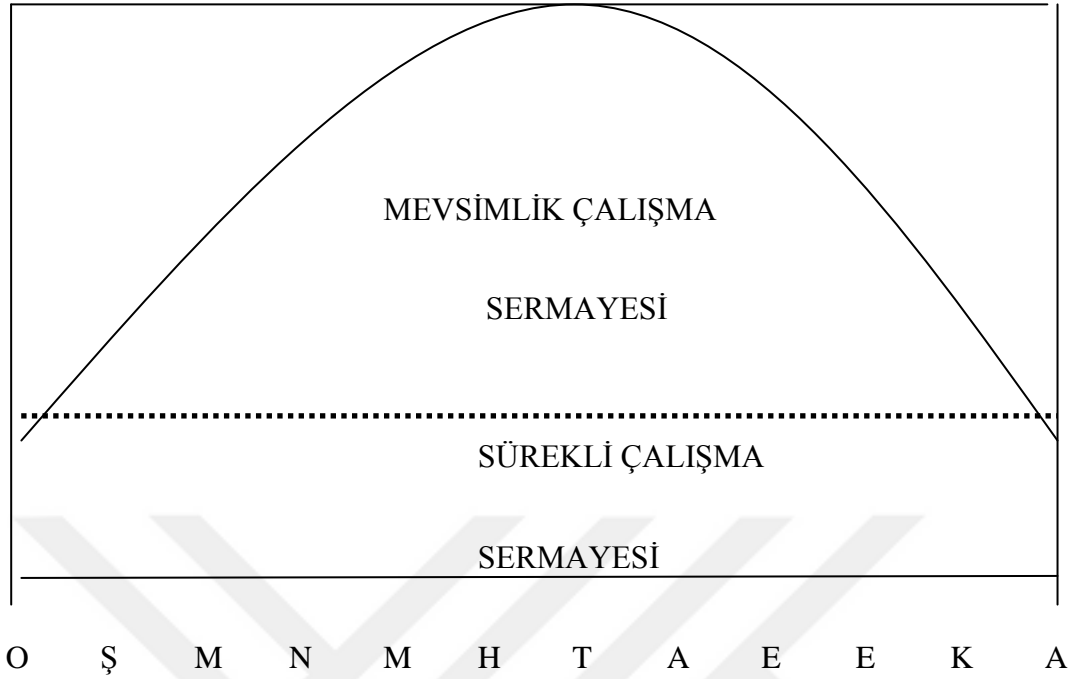 MEVSİMLİK ÇALIŞMA
SERMAYESİ
SÜREKLİ ÇALIŞMA
SERMAYESİ
O Ş M N M H T A E E K A